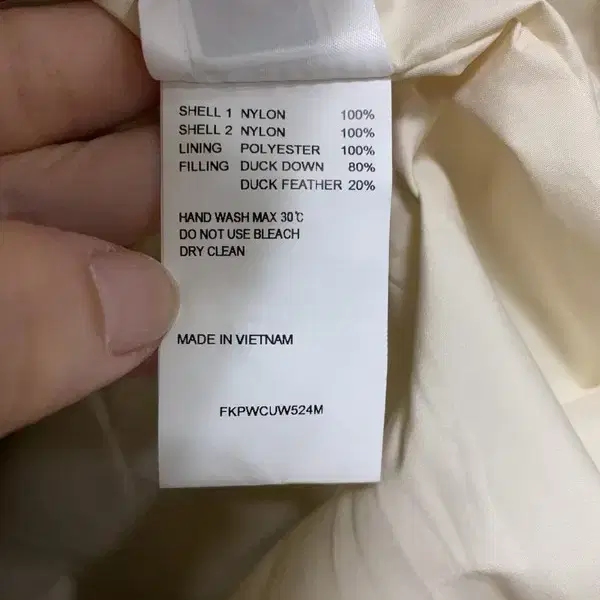 SHELL 1 NYLON 100%
SHELL 2 NYLON 100%
LINING POLYESTER 100%
FILLING DUCK DOWN 80%
DUCK FEATHER 20%
HAND WASH MAX 30℃
DO NOT USE BLEACH
DRY CLEAN
MADE IN VIETNAM
FKPWCUW524M